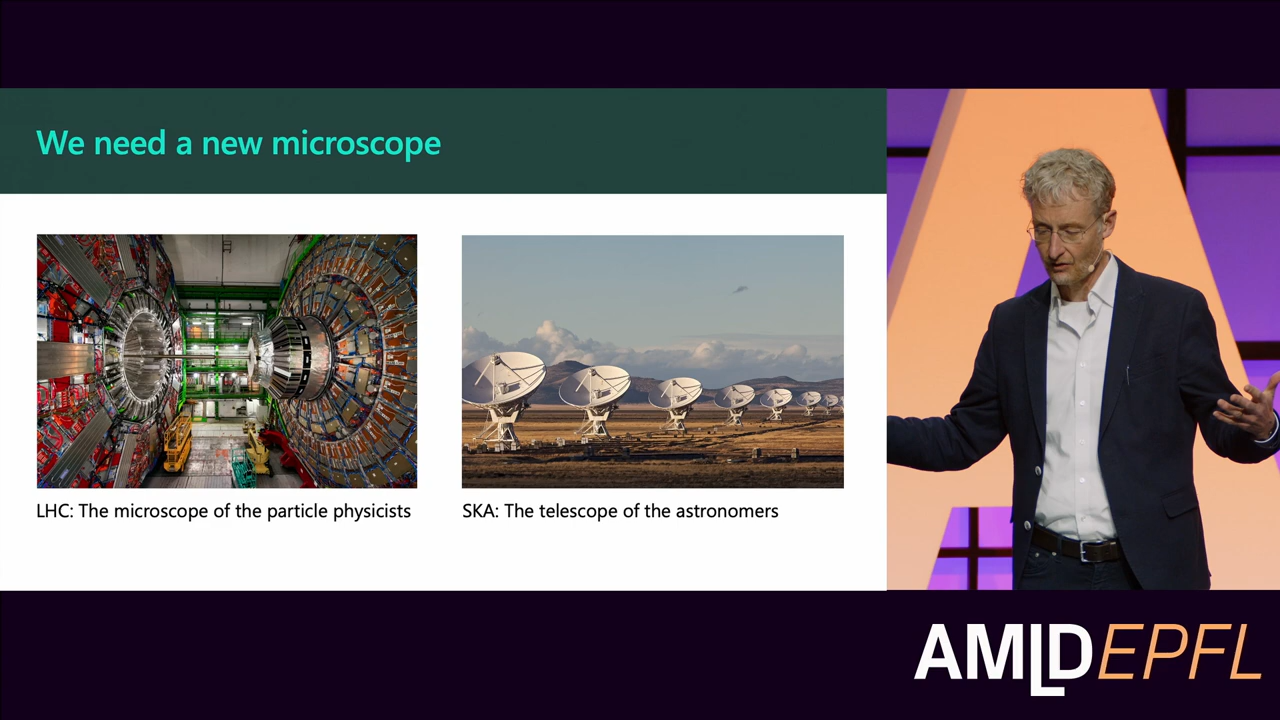 We need a new microscope
LHC: The microscope of the particle physicists
SKA: The telescope of the astronomers
AMLDEPFL